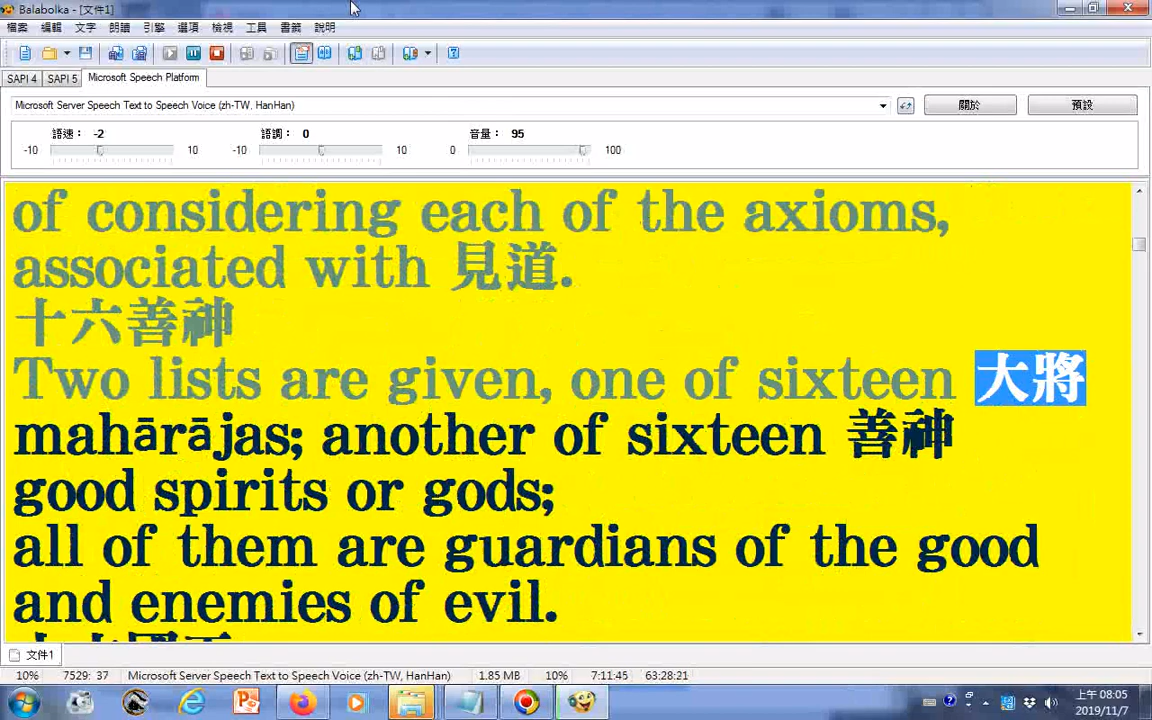 Balabolka - [文件1]
檔案 編輯 文字 朗讀 引擎 選項 檢視 工具 書籤 說明
SAPI 4 SAPI 5 Microsoft Speech Platform
Microsoft Server Speech Text to Speech Voice (zh-TW, HanHan) 關於 預設
語速： -2 語調： 0 音量： 95
-10 10 -10 10 0 100
of considering each of the axioms,
associated with 見道.
十六善神
Two lists are given, one of sixteen 大將
mahārājas; another of sixteen 善神
good spirits or gods;
all of them are guardians of the good
and enemies of evil.
文件1
10% 7529: 37 Microsoft Server Speech Text to Speech Voice (zh-TW, HanHan) 1.85 MB 10% 7:11:45 63:28:21
上午 08:05
2019/11/7